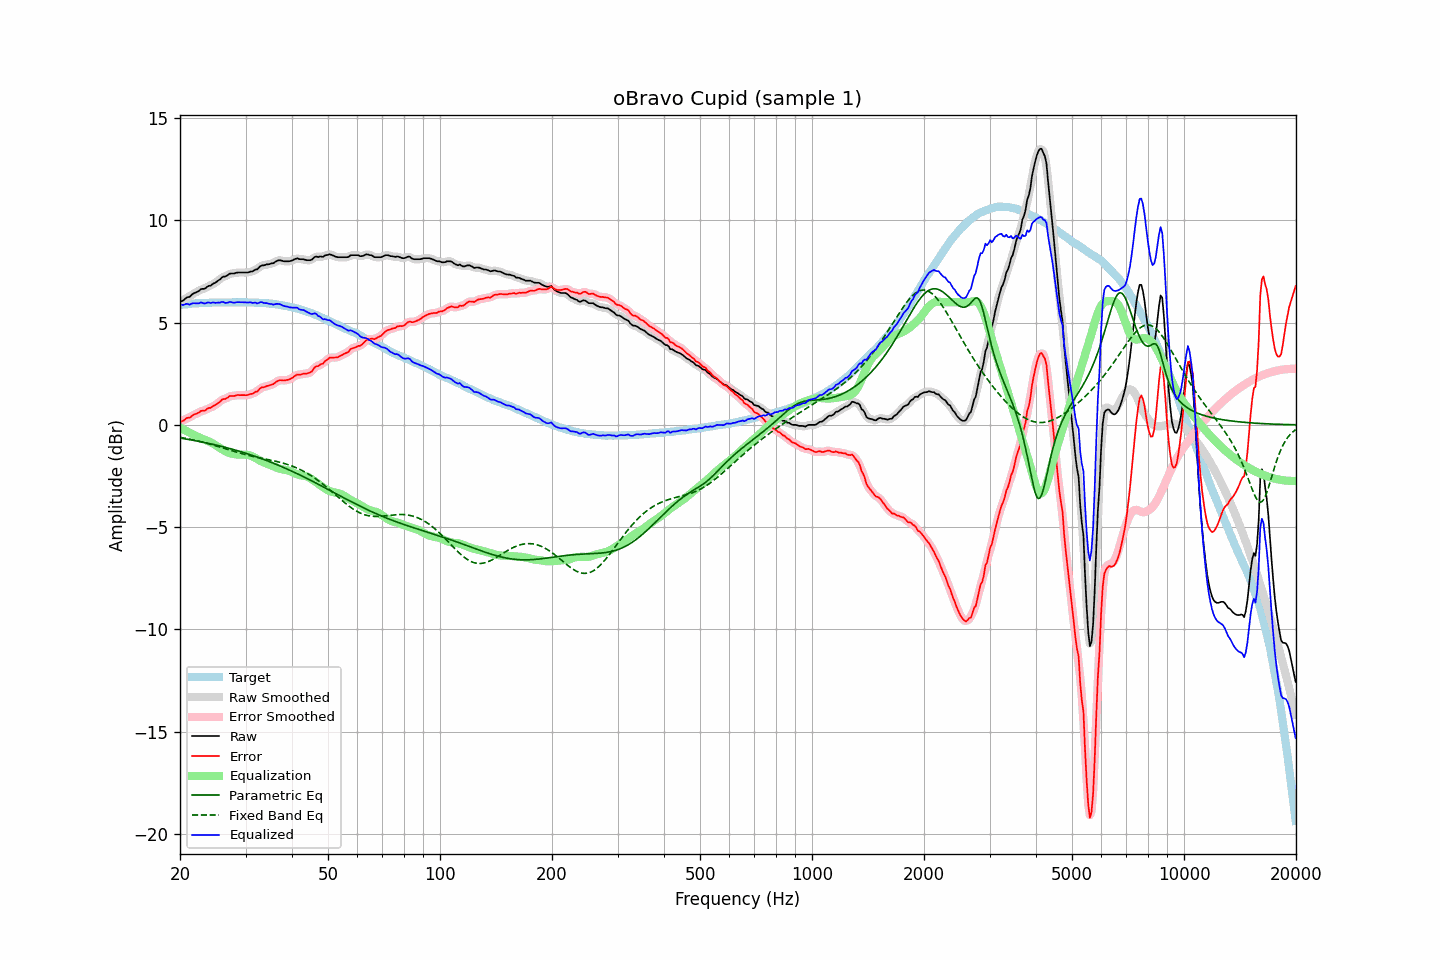 oBravo Cupid (sample 1)
15
10
5
0
−5
−10
−15
−20
Amplitude (dBr)
Target
Raw Smoothed
Error Smoothed
Raw
Error
Equalization
Parametric Eq
Fixed Band Eq
Equalized
20 50 100 200 500 1000 2000 5000 10000 20000
Frequency (Hz)